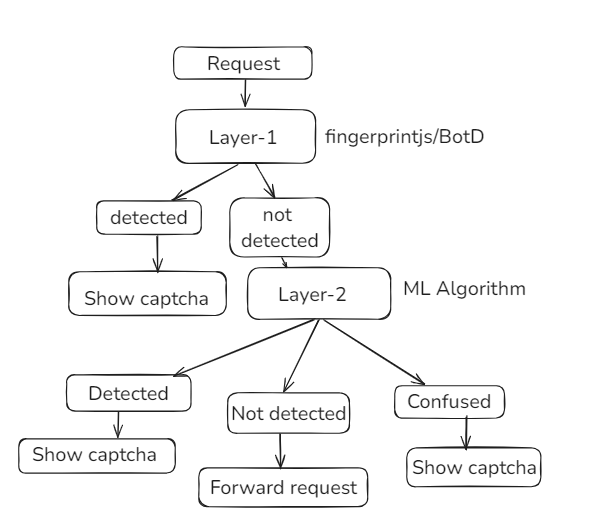 Request
Layer-1
fingerprintjs/BotD
detected
not
detected
Show captcha
Layer-2
ML Algorithm
Detected
Not detected
Confused
Show captcha
Forward request
Show captcha